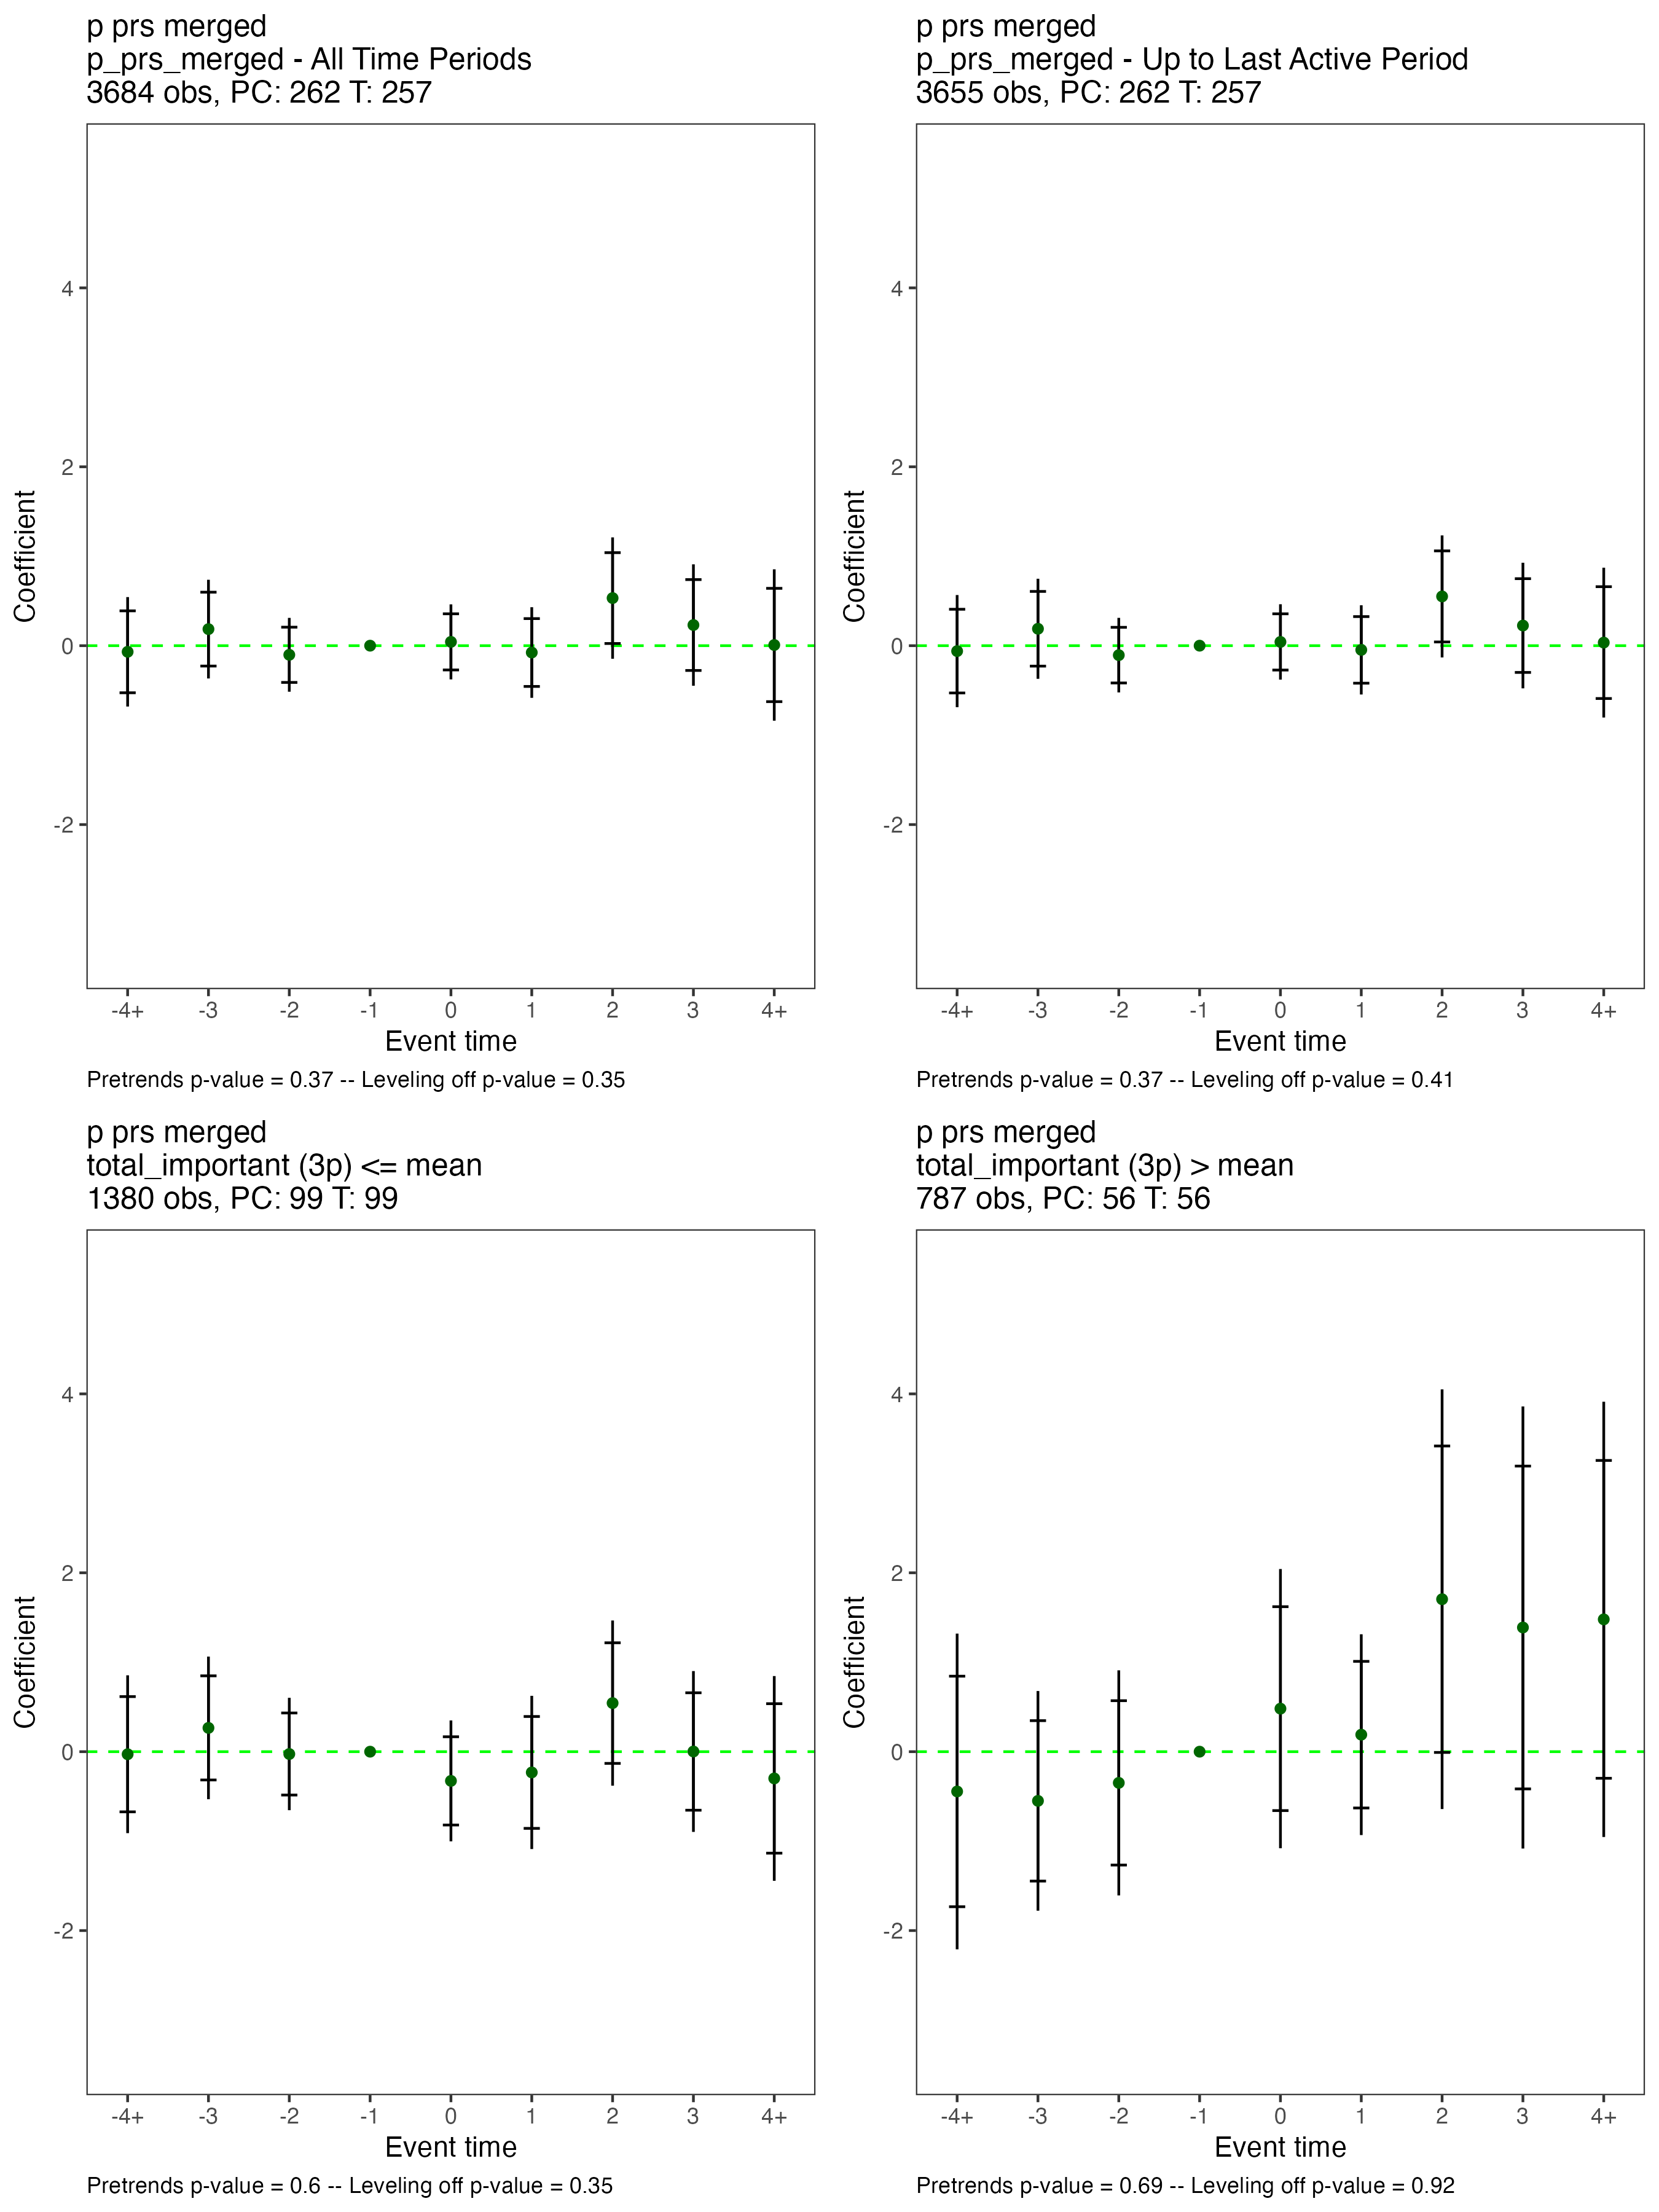 p prs merged
p_prs_merged - All Time Periods
3684 obs, PC: 262 T: 257
4
2
0
-2
Coefficient
-4+ -3 -2 -1 0 1 2 3 4+
Event time
Pretrends p-value = 0.37 -- Leveling off p-value = 0.35
p prs merged
p_prs_merged - Up to Last Active Period
3655 obs, PC: 262 T: 257
4
2
0
-2
Coefficient
-4+ -3 -2 -1 0 1 2 3 4+
Event time
Pretrends p-value = 0.37 -- Leveling off p-value = 0.41
p prs merged
total_important (3p) <= mean
1380 obs, PC: 99 T: 99
4
2
0
-2
Coefficient
-4+ -3 -2 -1 0 1 2 3 4+
Event time
Pretrends p-value = 0.6 -- Leveling off p-value = 0.35
p prs merged
total_important (3p) > mean
787 obs, PC: 56 T: 56
4
2
0
-2
Coefficient
-4+ -3 -2 -1 0 1 2 3 4+
Event time
Pretrends p-value = 0.69 -- Leveling off p-value = 0.92